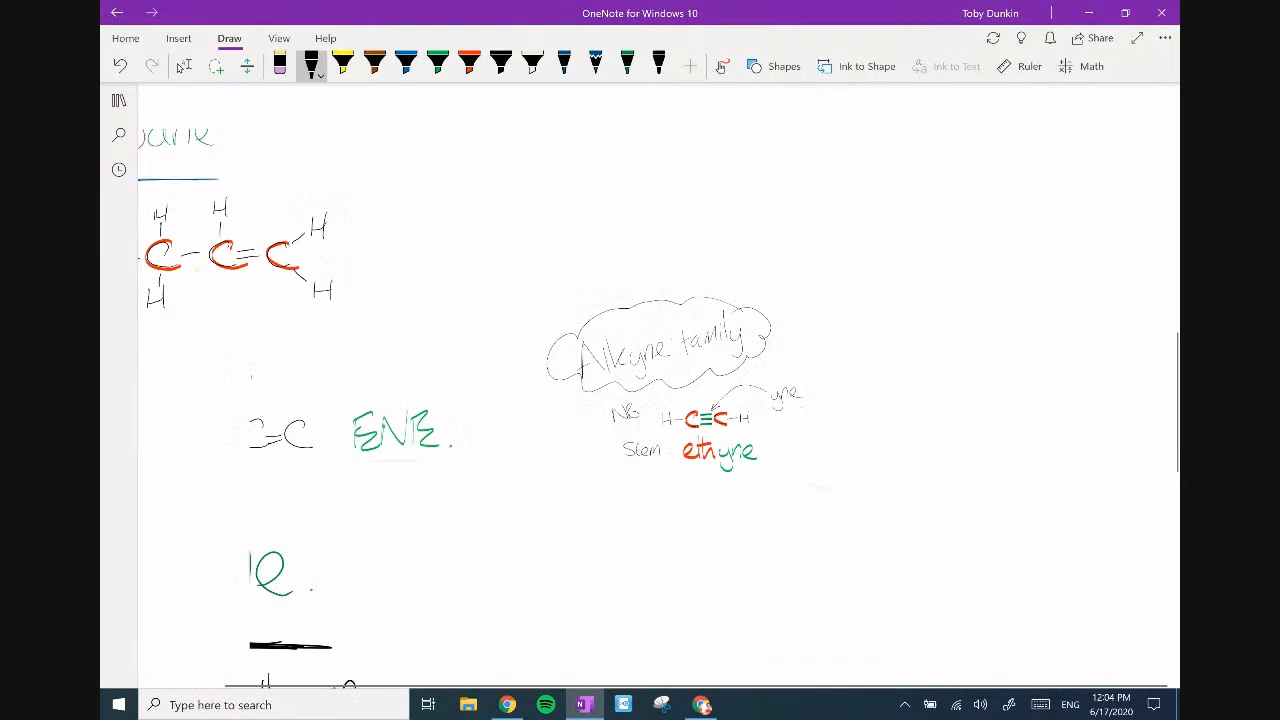 OneNote for Windows 10
Toby Dunkin
Home Insert Draw View Help
Share
Shapes Ink to Shape Ink to Text Ruler Math
H H H
C - C = C
H H
Alkyne family
yne
NB H-C≡C-H
Stem: ethyne
C=C ENE.
Type here to search
ENG
12:04 PM
6/17/2020